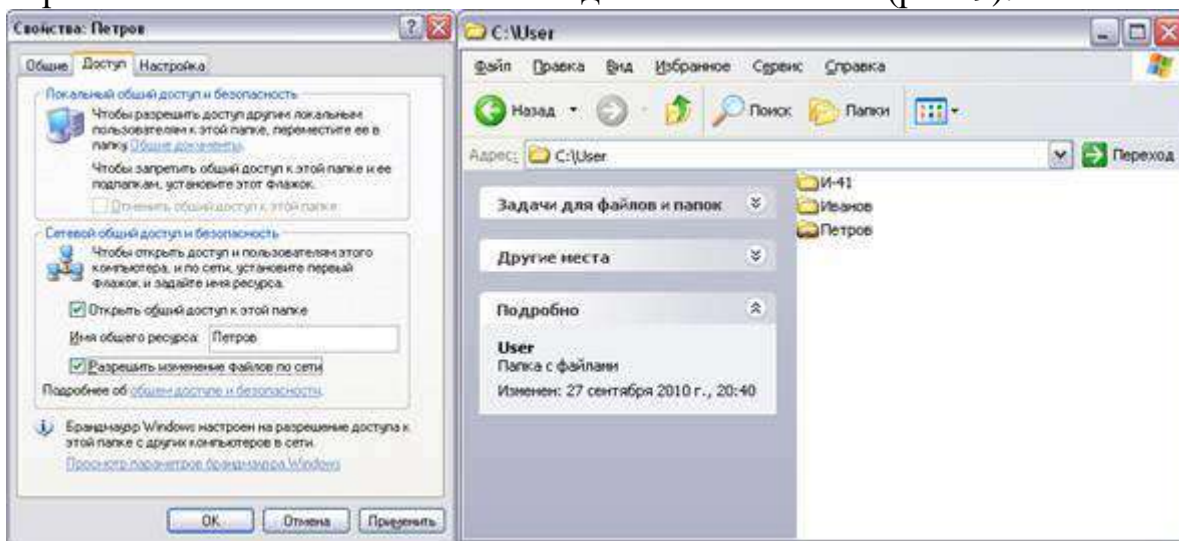 Свойства: Петров
Общие Доступ Настройка
Локальный общий доступ и безопасность
Чтобы разрешить доступ другим локальным
пользователям к этой папке, переместите ее в
папку Общие документы.
Чтобы запретить общий доступ к этой папке и ее
подпапкам, установите этот флажок.
Отменить общий доступ к этой папке
Сетевой общий доступ и безопасность
Чтобы открыть доступ и пользователям этого
компьютера, и по сети, установите первый
флажок и задайте имя ресурса.
Открыть общий доступ к этой папке
Имя общего ресурса: Петров
Разрешить изменение файлов по сети
Подробнее об общем доступе и безопасности.
Брандмауэр Windows настроен на разрешение доступа к
этой папке с других компьютеров в сети.
Просмотр параметров брандмауэра Windows
ОК Отмена Применить
C:\User
Файл Правка Вид Избранное Сервис Справка
Назад Поиск Папки
Адрес: C:\User Переход
Задачи для файлов и папок
Другие места
Подробно
User
Папка с файлами
Изменен: 27 сентября 2010 г., 20:40
И-41
Иванов
Петров